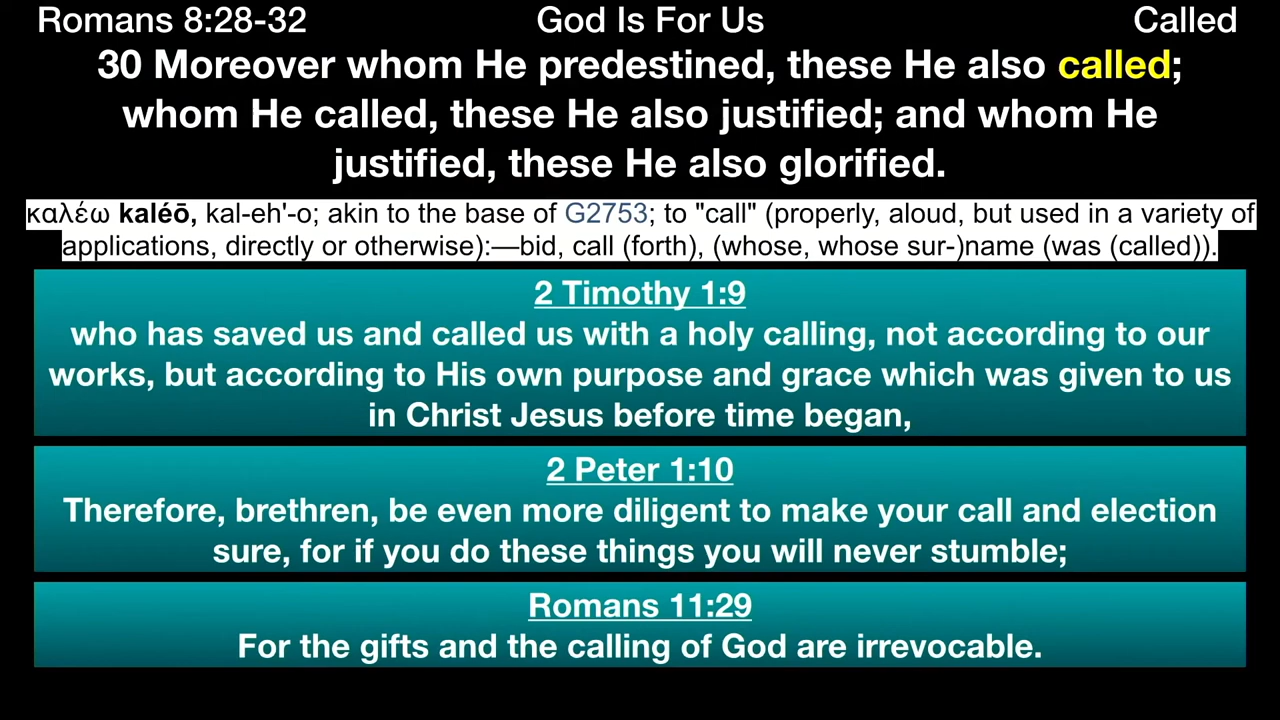 Romans 8:28-32 God Is For Us Called
30 Moreover whom He predestined, these He also called;
whom He called, these He also justified; and whom He
justified, these He also glorified.
καλέω kaléō, kal-eh'-o; akin to the base of G2753; to "call" (properly, aloud, but used in a variety of
applications, directly or otherwise):—bid, call (forth), (whose, whose sur-)name (was (called)).
2 Timothy 1:9
who has saved us and called us with a holy calling, not according to our
works, but according to His own purpose and grace which was given to us
in Christ Jesus before time began,
2 Peter 1:10
Therefore, brethren, be even more diligent to make your call and election
sure, for if you do these things you will never stumble;
Romans 11:29
For the gifts and the calling of God are irrevocable.